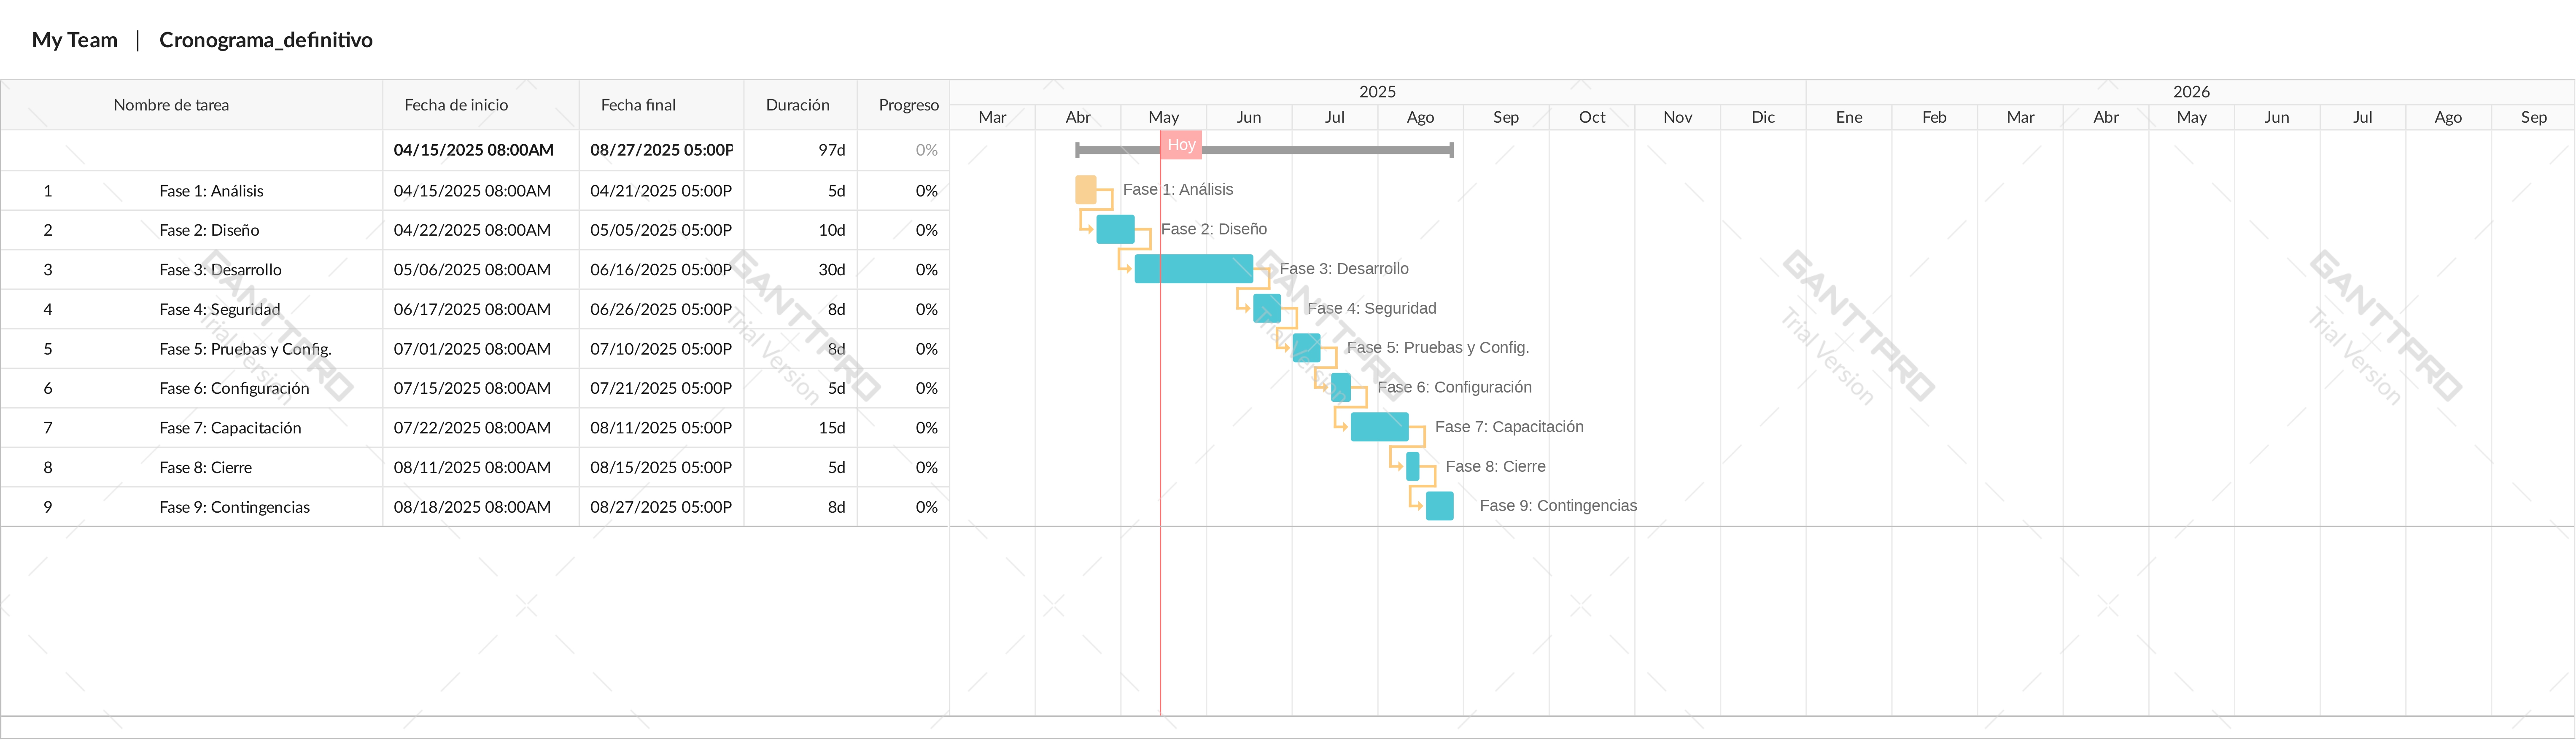 My Team | Cronograma_definitivo
Nombre de tarea Fecha de inicio Fecha final Duración Progreso
2025 2026
Mar Abr May Jun Jul Ago Sep Oct Nov Dic Ene Feb Mar Abr May Jun Jul Ago Sep
04/15/2025 08:00AM 08/27/2025 05:00P 97d 0% Hoy
1 Fase 1: Análisis 04/15/2025 08:00AM 04/21/2025 05:00P 5d 0% Fase 1: Análisis
2 Fase 2: Diseño 04/22/2025 08:00AM 05/05/2025 05:00P 10d 0% Fase 2: Diseño
3 Fase 3: Desarrollo 05/06/2025 08:00AM 06/16/2025 05:00P 30d 0% Fase 3: Desarrollo
4 Fase 4: Seguridad 06/17/2025 08:00AM 06/26/2025 05:00P 8d 0% Fase 4: Seguridad
5 Fase 5: Pruebas y Config. 07/01/2025 08:00AM 07/10/2025 05:00P 8d 0% Fase 5: Pruebas y Config.
6 Fase 6: Configuración 07/15/2025 08:00AM 07/21/2025 05:00P 5d 0% Fase 6: Configuración
7 Fase 7: Capacitación 07/22/2025 08:00AM 08/11/2025 05:00P 15d 0% Fase 7: Capacitación
8 Fase 8: Cierre 08/11/2025 08:00AM 08/15/2025 05:00P 5d 0% Fase 8: Cierre
9 Fase 9: Contingencias 08/18/2025 08:00AM 08/27/2025 05:00P 8d 0% Fase 9: Contingencias
GANTTPRO
Trial Version
GANTTPRO
Trial Version
GANTTPRO
Trial Version
GANTTPRO
Trial Version
GANTTPRO
Trial Version